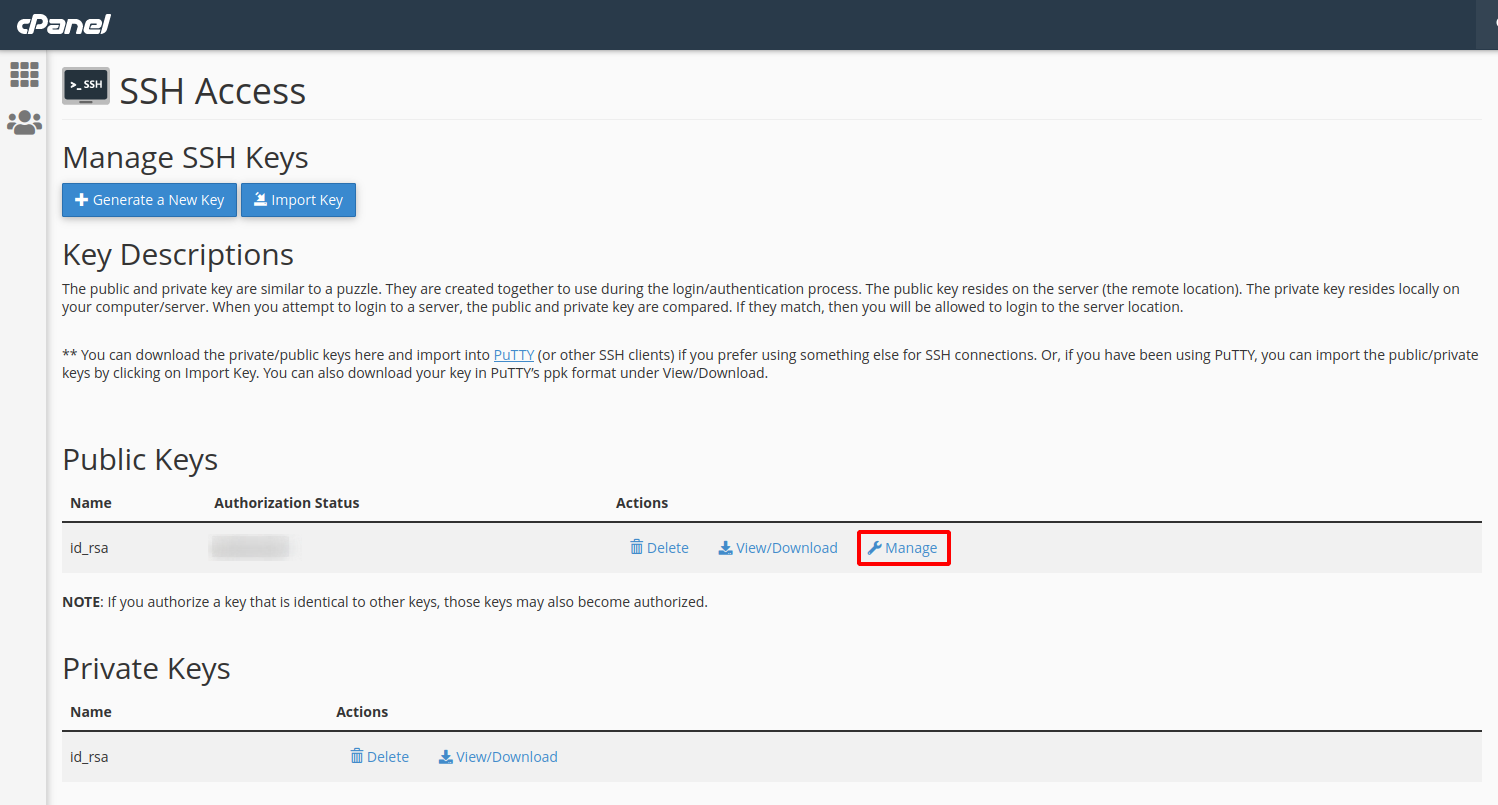 cPanel
>_ SSH
SSH Access
Manage SSH Keys
Generate a New Key
Import Key
Key Descriptions
The public and private key are similar to a puzzle. They are created together to use during the login/authentication process. The public key resides on the server (the remote location). The private key resides locally on
your computer/server. When you attempt to login to a server, the public and private key are compared. If they match, then you will be allowed to login to the server location.
** You can download the private/public keys here and import into PuTTY (or other SSH clients) if you prefer using something else for SSH connections. Or, if you have been using PuTTY, you can import the public/private
keys by clicking on Import Key. You can also download your key in PuTTY’s ppk format under View/Download.
Public Keys
Name Authorization Status Actions
id_rsa Delete View/Download Manage
NOTE: If you authorize a key that is identical to other keys, those keys may also become authorized.
Private Keys
Name Actions
id_rsa Delete View/Download